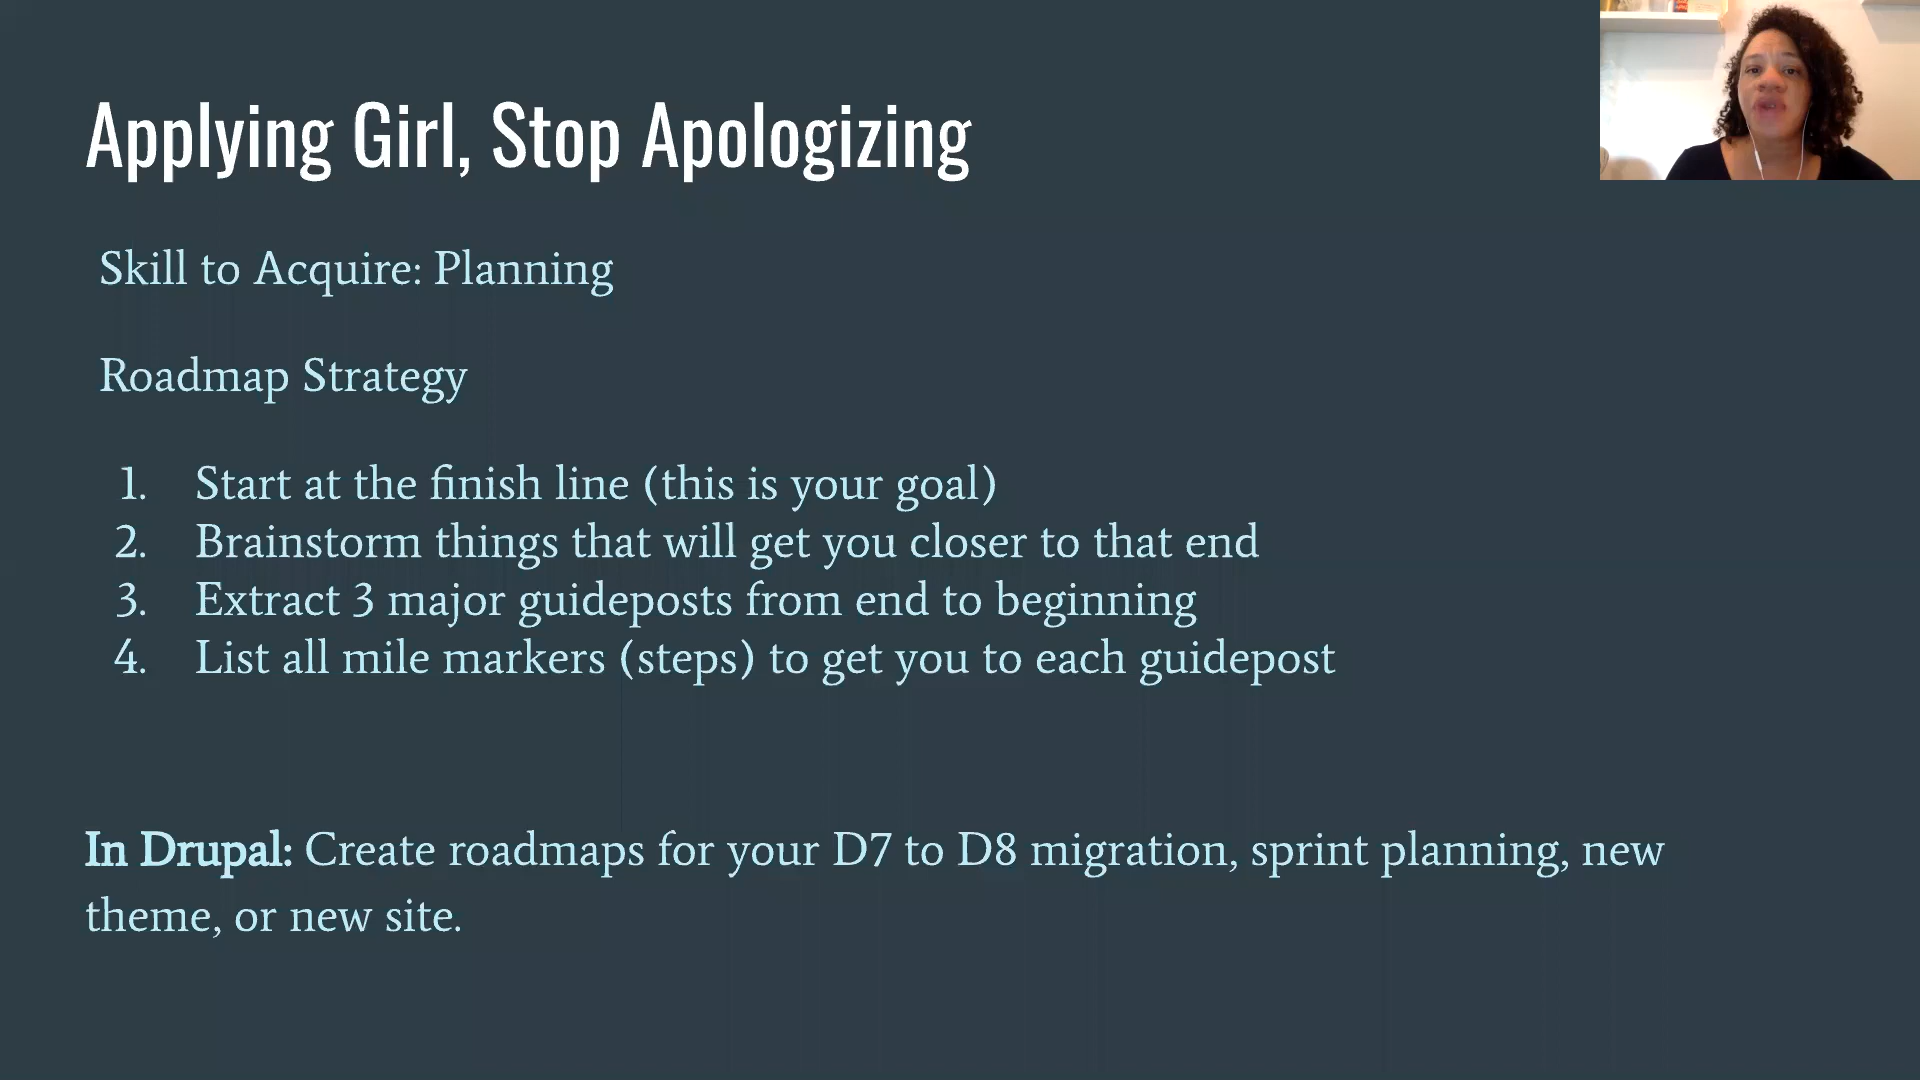 Applying Girl, Stop Apologizing
Skill to Acquire: Planning
Roadmap Strategy
1. Start at the finish line (this is your goal)
2. Brainstorm things that will get you closer to that end
3. Extract 3 major guideposts from end to beginning
4. List all mile markers (steps) to get you to each guidepost
In Drupal: Create roadmaps for your D7 to D8 migration, sprint planning, new
theme, or new site.